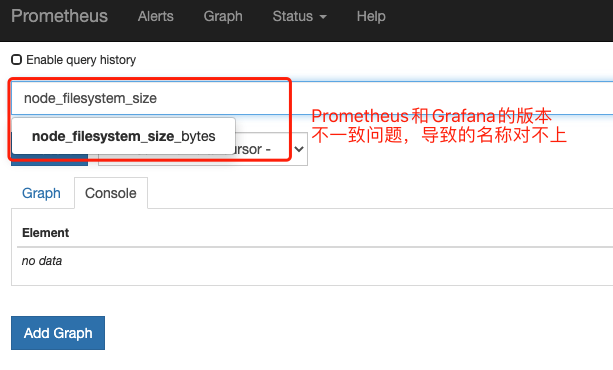 Prometheus Alerts Graph Status Help
Enable query history
node_filesystem_size
Prometheus和Grafana的版本
node_filesystem_size_bytes
不一致问题，导致的名称对不上
ursor -
Graph Console
Element
no data
Add Graph